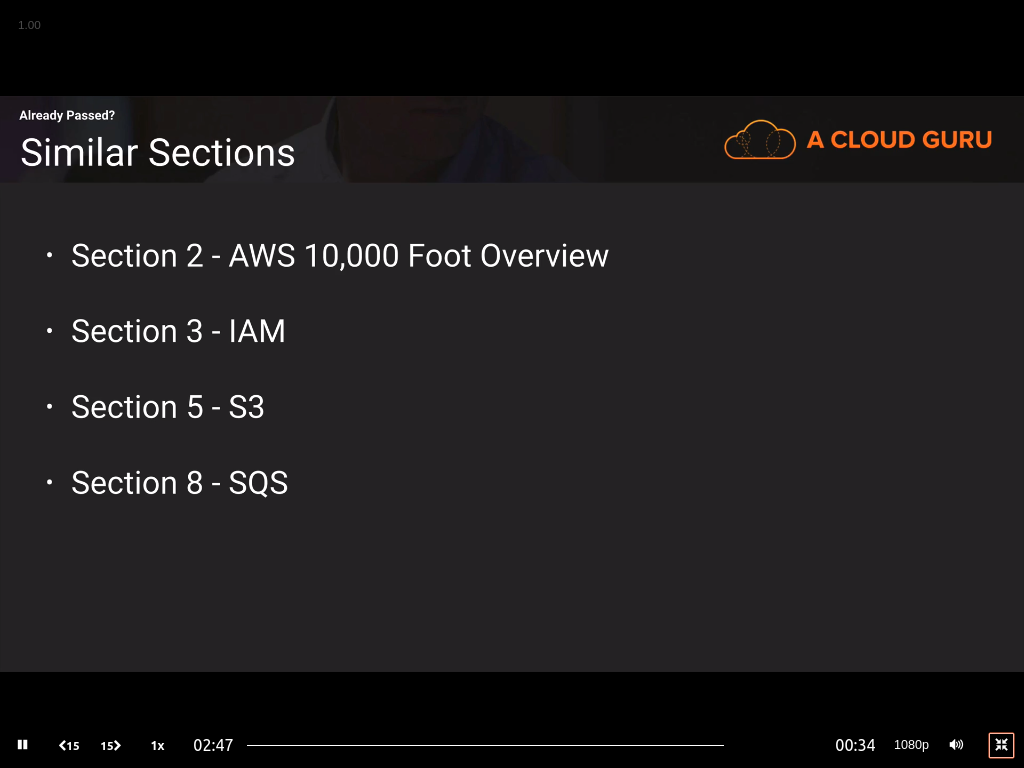 1.00
Already Passed?
Similar Sections
A CLOUD GURU
• Section 2 - AWS 10,000 Foot Overview
• Section 3 - IAM
• Section 5 - S3
• Section 8 - SQS
15 15 1x 02:47 00:34 1080p